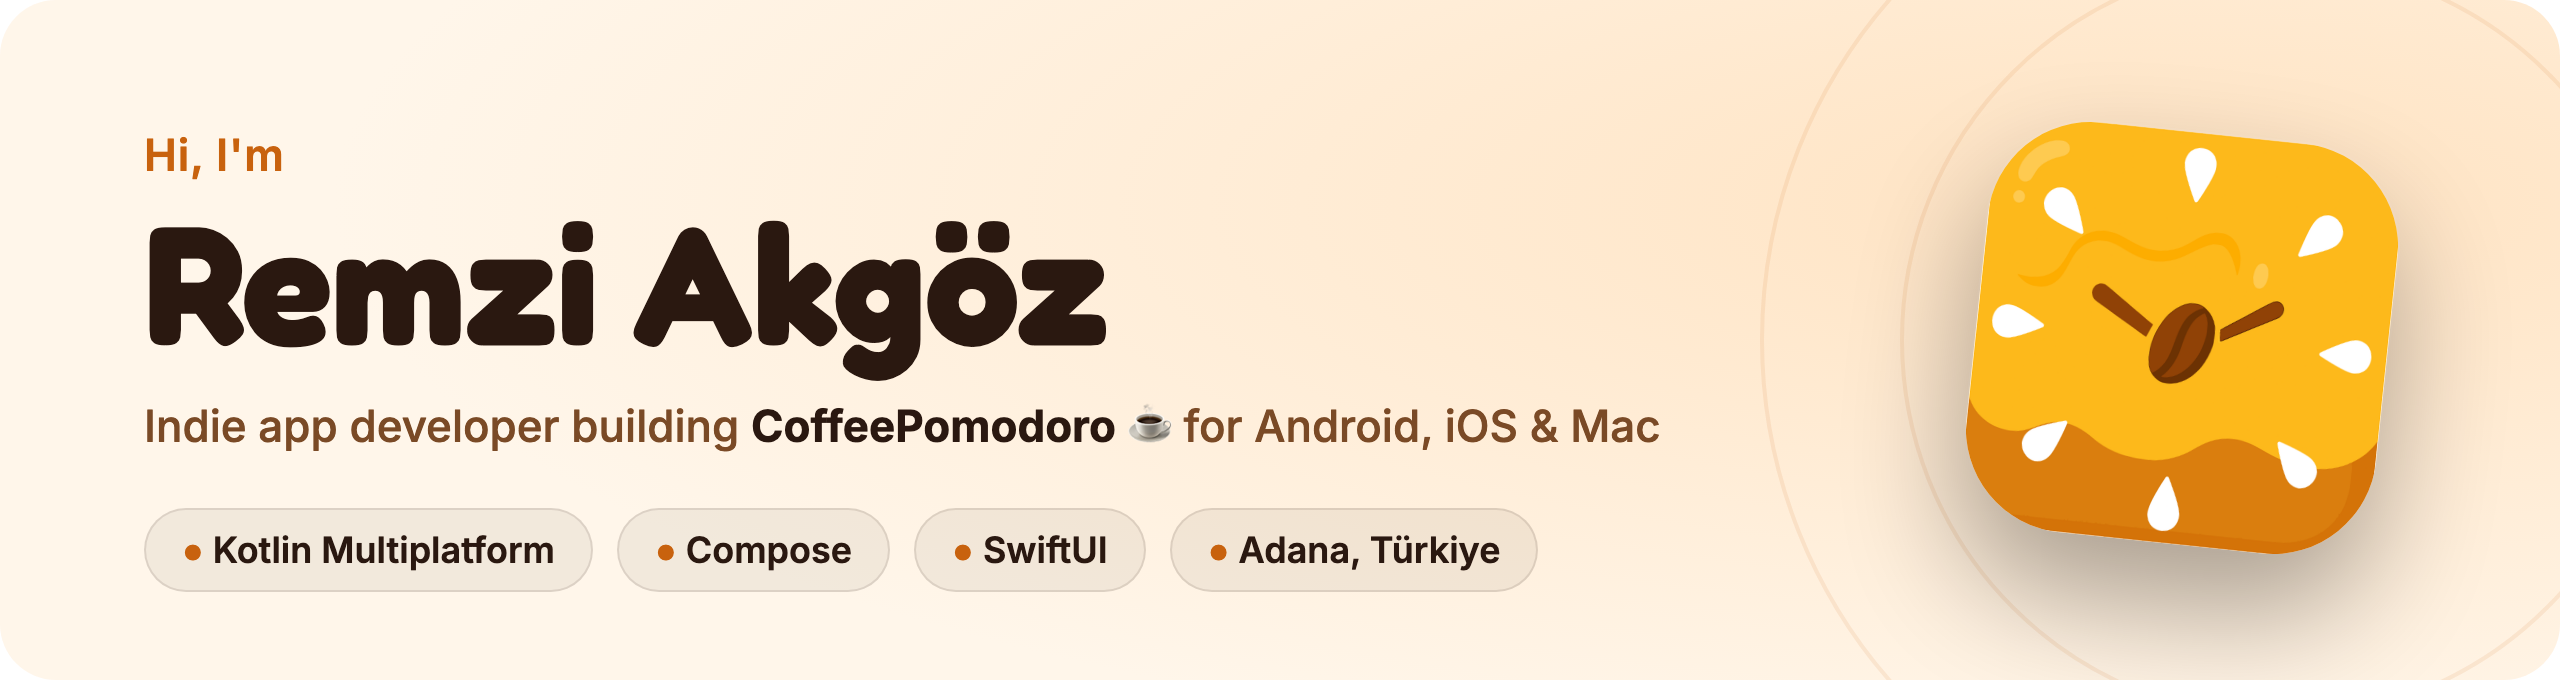 Hi, I'm
Remzi Akgöz
Indie app developer building CoffeePomodoro ☕ for Android, iOS & Mac
• Kotlin Multiplatform • Compose • SwiftUI • Adana, Türkiye